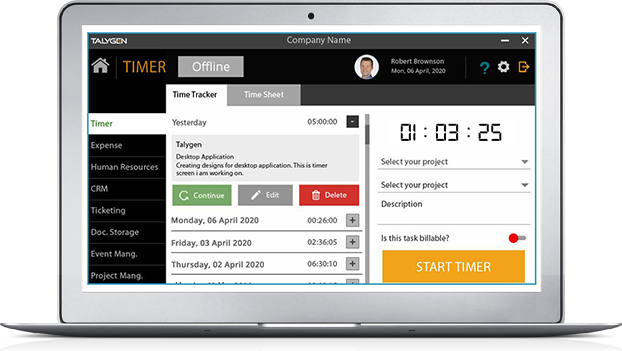 TALYGEN
Company Name
TIMER
Offline
Robert Brownson
Mon, 06 April, 2020
?
Time Tracker
Time Sheet
Timer
Expense
Human Resources
CRM
Ticketing
Doc. Storage
Event Mang.
Project Mang.
Yesterday 05:00:00 -
Talygen
Desktop Application
Creating designs for desktop application. This is timer
screen i am working on.
Continue
Edit
Delete
Monday, 06 April 2020 00:26:00 +
Friday, 03 April 2020 02:36:05 +
Thursday, 02 April 2020 06:30:10 +
01 : 03 : 25
Select your project
Select your project
Description
Is this task billable?
START TIMER